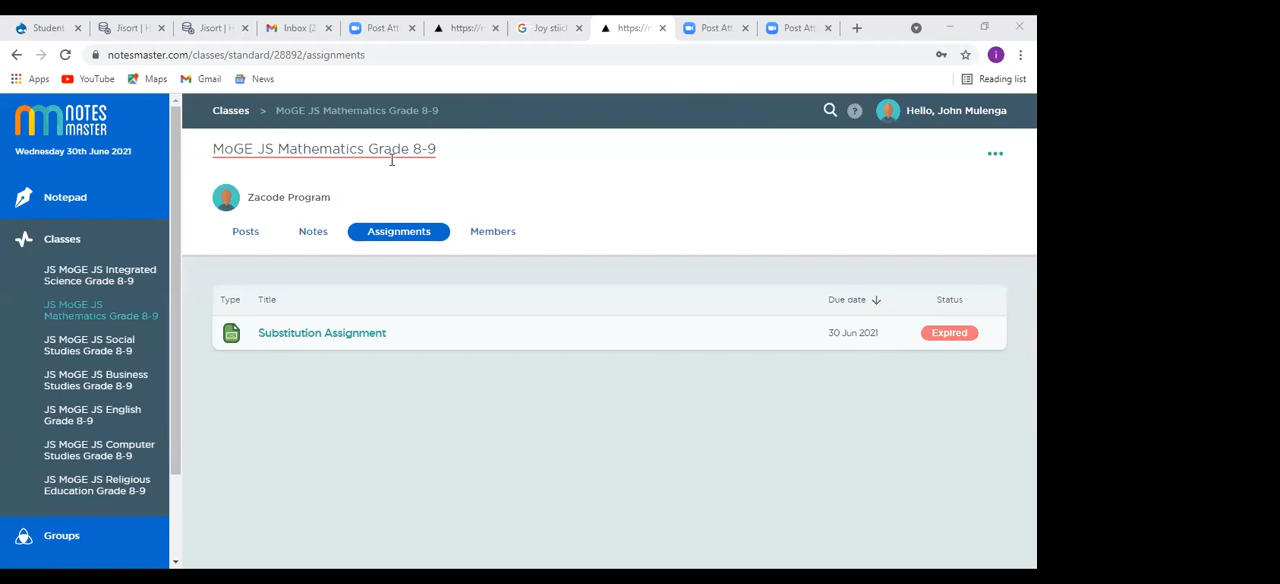 Student
Jisort | H
Jisort | H
Inbox (2
Post Att
https://n
Joy stiic
https://n
Post Att
Post Att
notesmaster.com/classes/standard/28892/assignments
Apps
YouTube
Maps
Gmail
News
Reading list
NOTES
MASTER
Wednesday 30th June 2021
Notepad
Classes
JS MoGE JS Integrated
Science Grade 8-9
JS MoGE JS
Mathematics Grade 8-9
JS MoGE JS Social
Studies Grade 8-9
JS MoGE JS Business
Studies Grade 8-9
JS MoGE JS English
Grade 8-9
JS MoGE JS Computer
Studies Grade 8-9
JS MoGE JS Religious
Education Grade 8-9
Groups
Classes > MoGE JS Mathematics Grade 8-9
Hello, John Mulenga
MoGE JS Mathematics Grade 8-9
Zacode Program
Posts
Notes
Assignments
Members
Type Title Due date Status
Substitution Assignment 30 Jun 2021 Expired